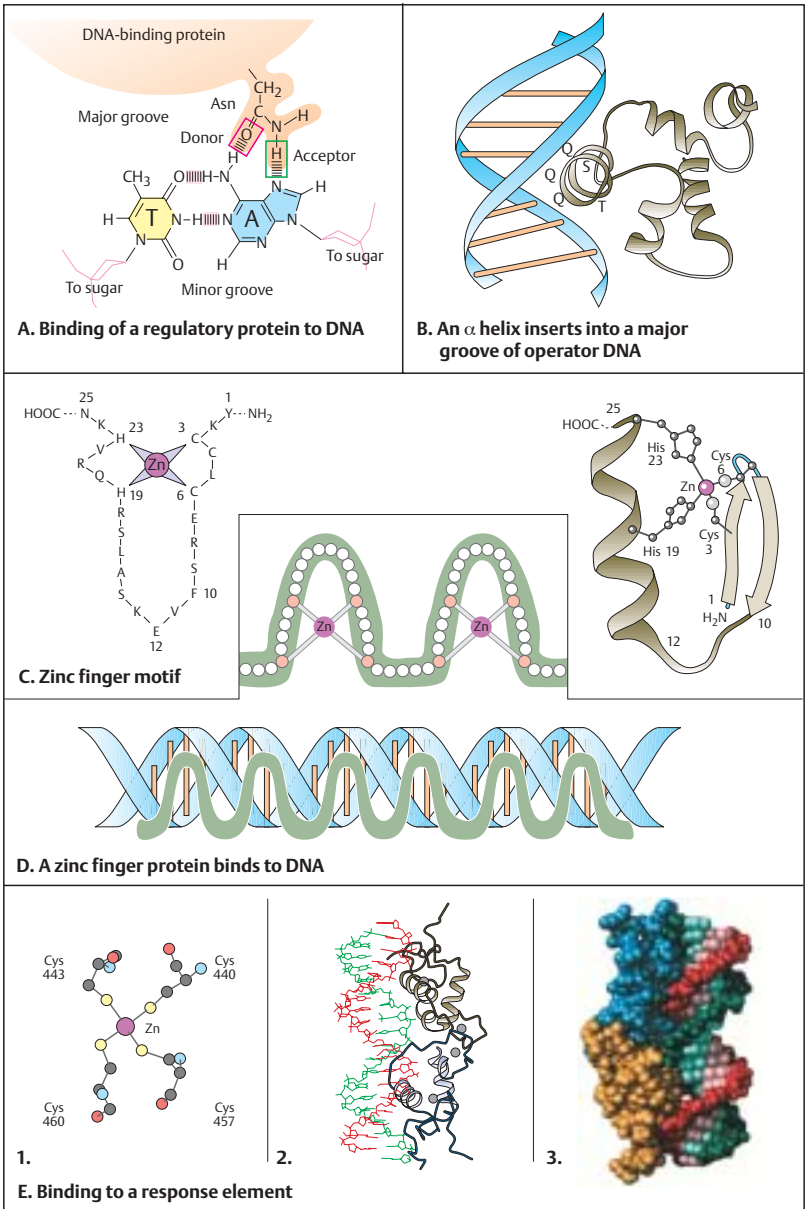 DNA-binding protein
CH2
Asn
C
N
H
Major groove
O
Donor
H
H
Acceptor
CH3
O
H
N
N
H
H
T
N
H
N
A
N
N
N
O
H
To sugar
To sugar
Minor groove
A. Binding of a regulatory protein to DNA
Q
S
Q
Q
T
B. An α helix inserts into a major
groove of operator DNA
25
1
HOOC
N
Y
NH2
K
K
23
3
H
C
V
C
R
Zn
L
Q
19
6
H
C
R
E
S
R
L
S
A
F
10
S
V
K
E
12
C. Zinc finger motif
Zn
Zn
25
HOOC
His
23
Cys
6
Zn
Cys
3
His 19
1
H2N
12
10
D. A zinc finger protein binds to DNA
Cys
443
Cys
440
Zn
Cys
460
Cys
457
1.
2.
3.
E. Binding to a response element